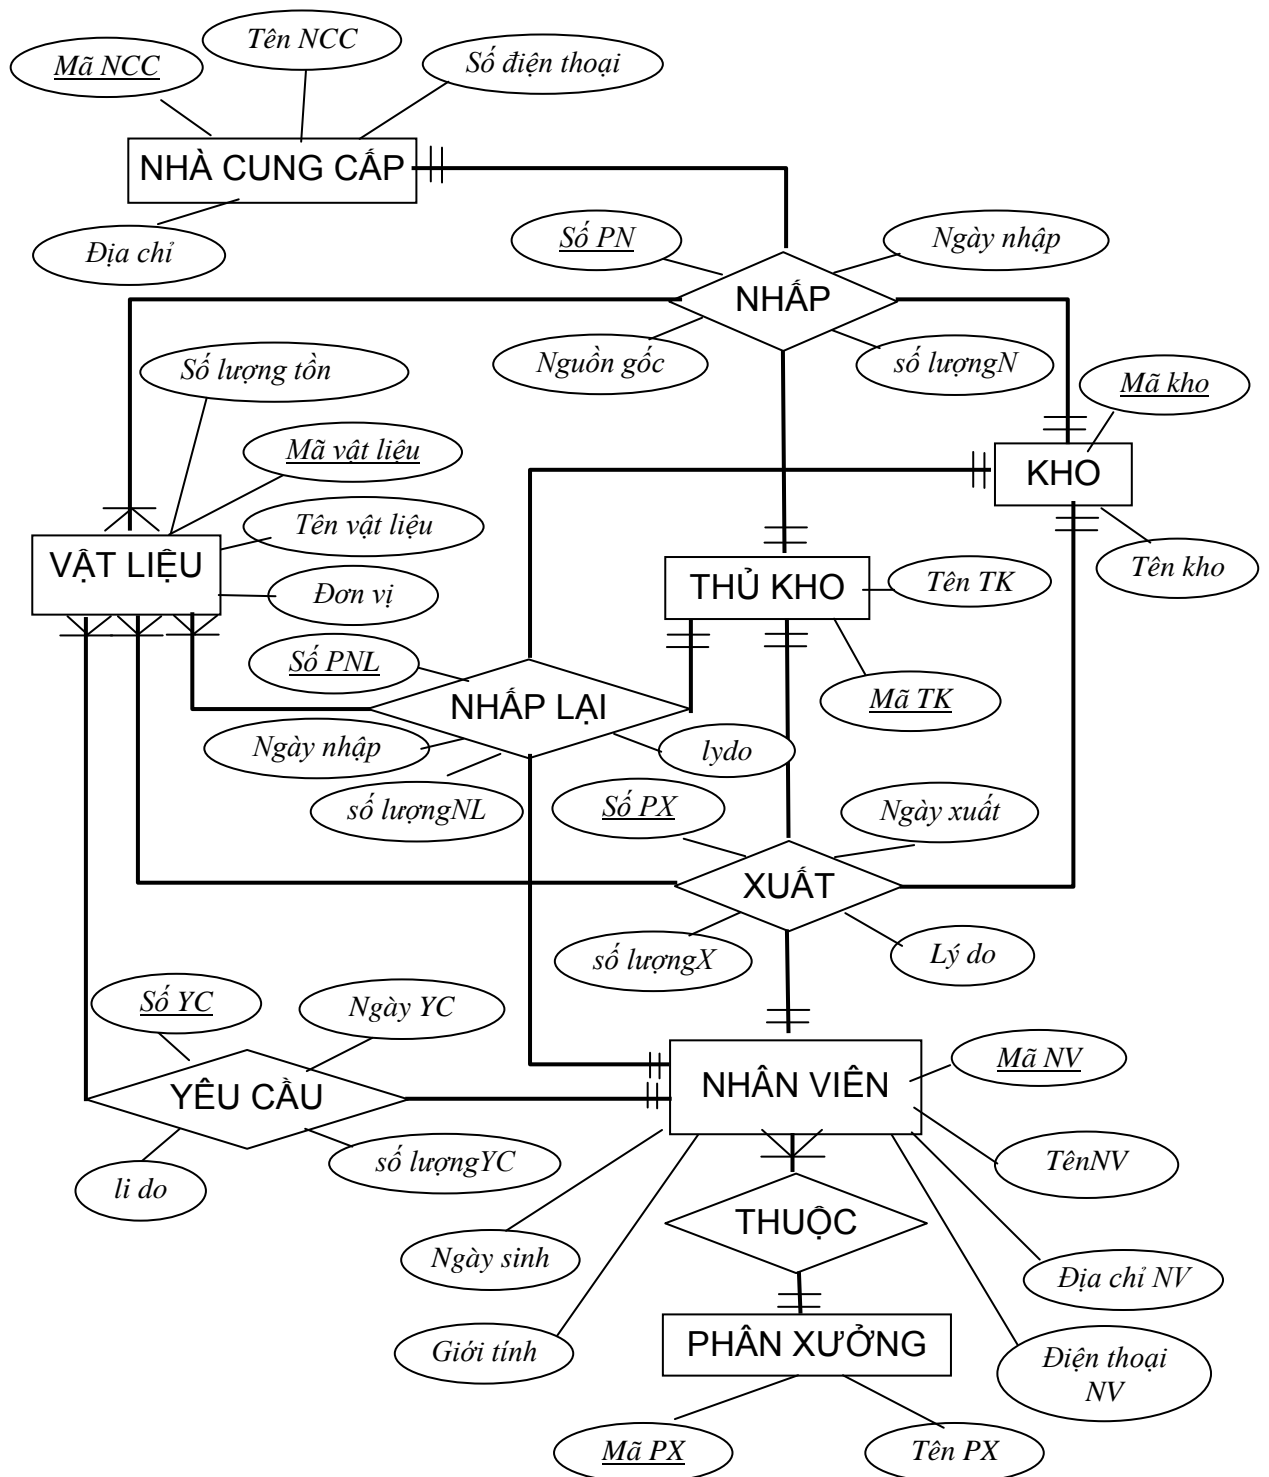 Tên NCC
Mã NCC
Số điện thoại
NHÀ CUNG CẤP
Địa chỉ
Số PN
Ngày nhập
NHẤP
Nguồn gốc
số lượngN
Số lượng tồn
Mã kho
Mã vật liệu
KHO
Tên vật liệu
VẬT LIỆU
THỦ KHO
Tên TK
Tên kho
Đơn vị
Số PNL
Mã TK
NHẤP LẠI
Ngày nhập
lydo
số lượngNL
Số PX
Ngày xuất
XUẤT
số lượngX
Lý do
Số YC
Ngày YC
Mã NV
NHÂN VIÊN
YÊU CẦU
số lượngYC
TênNV
li do
THUỘC
Ngày sinh
Địa chỉ NV
Giới tính
PHÂN XƯỞNG
Điện thoại
NV
Mã PX
Tên PX